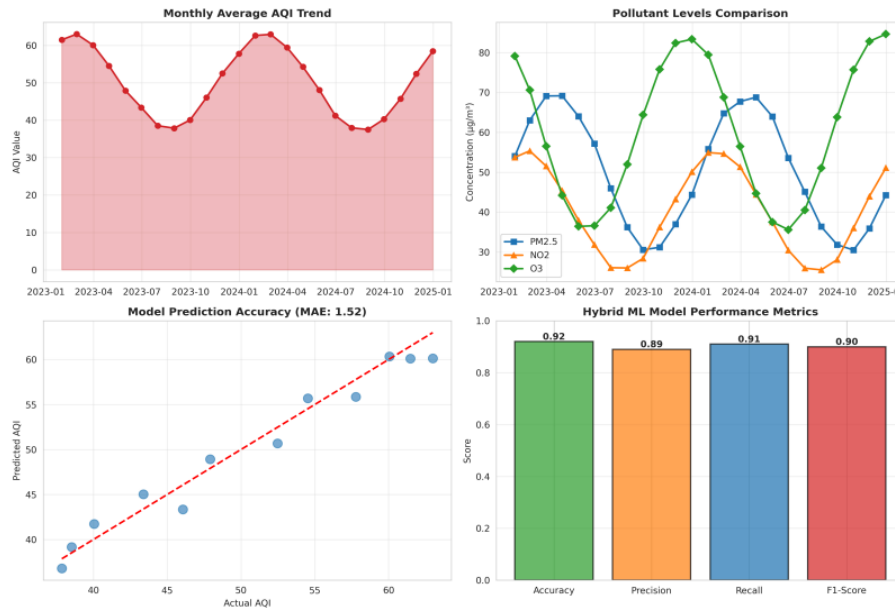 Monthly Average AQI Trend
AQI Value
60
50
40
30
20
10
0
2023-01 2023-04 2023-07 2023-10 2024-01 2024-04 2024-07 2024-10 2025-01
Pollutant Levels Comparison
Concentration (μg/m³)
80
70
60
50
40
30
PM2.5
NO2
O3
2023-01 2023-04 2023-07 2023-10 2024-01 2024-04 2024-07 2024-10 2025-0
Model Prediction Accuracy (MAE: 1.52)
Predicted AQI
60
55
50
45
40
40 45 50 55 60
Actual AQI
Hybrid ML Model Performance Metrics
Score
1.0
0.8
0.6
0.4
0.2
0.0
0.92 0.89 0.91 0.90
Accuracy Precision Recall F1-Score